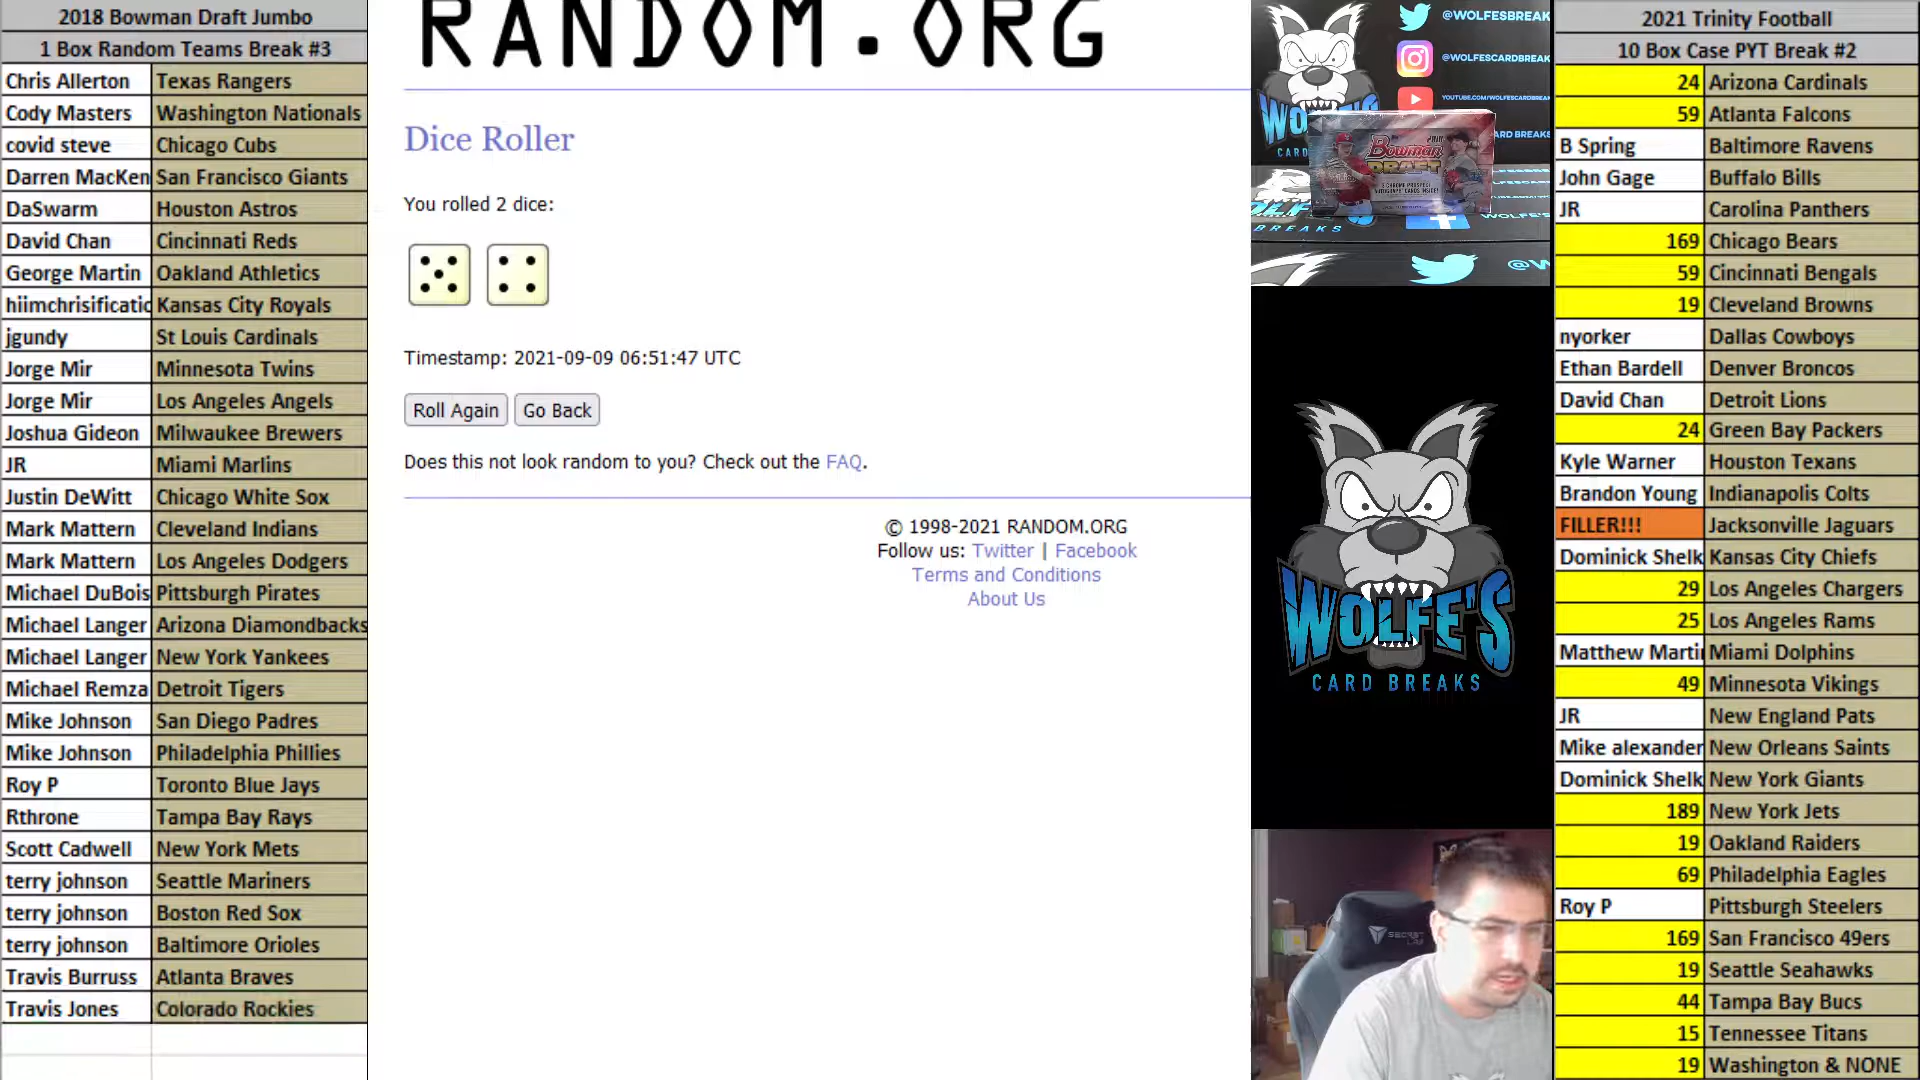 2018 Bowman Draft Jumbo
1 Box Random Teams Break #3
Chris Allerton Texas Rangers
Cody Masters Washington Nationals
covid steve Chicago Cubs
Darren MacKen San Francisco Giants
DaSwarm Houston Astros
David Chan Cincinnati Reds
George Martin Oakland Athletics
hiimchrisificatio Kansas City Royals
jgundy St Louis Cardinals
Jorge Mir Minnesota Twins
Jorge Mir Los Angeles Angels
Joshua Gideon Milwaukee Brewers
JR Miami Marlins
Justin DeWitt Chicago White Sox
Mark Mattern Cleveland Indians
Mark Mattern Los Angeles Dodgers
Michael DuBois Pittsburgh Pirates
Michael Langer Arizona Diamondbacks
Michael Langer New York Yankees
Michael Remza Detroit Tigers
Mike Johnson San Diego Padres
Mike Johnson Philadelphia Phillies
Roy P Toronto Blue Jays
Rthrone Tampa Bay Rays
Scott Cadwell New York Mets
terry johnson Seattle Mariners
terry johnson Boston Red Sox
terry johnson Baltimore Orioles
Travis Burruss Atlanta Braves
Travis Jones Colorado Rockies
RANDOM.ORG
Dice Roller
You rolled 2 dice:
Timestamp: 2021-09-09 06:51:47 UTC
Roll Again Go Back
Does this not look random to you? Check out the FAQ.
© 1998-2021 RANDOM.ORG
Follow us: Twitter | Facebook
Terms and Conditions
About Us
@WOLFESBREAK
@WOLFESCARDBREAK
YOUTUBE.COM/WOLFESCARDBREAK
ARD BREAKS
Bowman
DRAFT
WOLFE'S
BREAKS
@W
WOLFE'S
CARD BREAKS
SECRET LAB
2021 Trinity Football
10 Box Case PYT Break #2
24 Arizona Cardinals
59 Atlanta Falcons
B Spring Baltimore Ravens
John Gage Buffalo Bills
JR Carolina Panthers
169 Chicago Bears
59 Cincinnati Bengals
19 Cleveland Browns
nyorker Dallas Cowboys
Ethan Bardell Denver Broncos
David Chan Detroit Lions
24 Green Bay Packers
Kyle Warner Houston Texans
Brandon Young Indianapolis Colts
FILLER!!! Jacksonville Jaguars
Dominick Shelk Kansas City Chiefs
29 Los Angeles Chargers
25 Los Angeles Rams
Matthew Martin Miami Dolphins
49 Minnesota Vikings
JR New England Pats
Mike alexander New Orleans Saints
Dominick Shelk New York Giants
189 New York Jets
19 Oakland Raiders
69 Philadelphia Eagles
Roy P Pittsburgh Steelers
169 San Francisco 49ers
19 Seattle Seahawks
44 Tampa Bay Bucs
15 Tennessee Titans
19 Washington & NONE